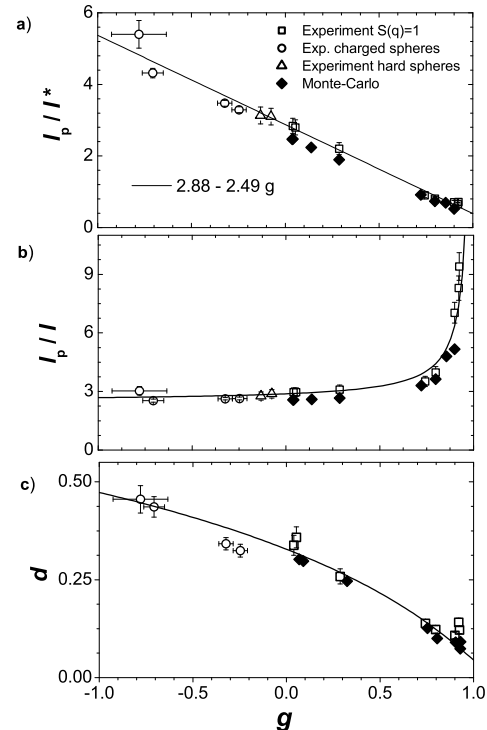 a)
6
4
2
0
I_p / I*
Experiment S(q)=1
Exp. charged spheres
Experiment hard spheres
Monte-Carlo
2.88 - 2.49 g
b)
9
6
3
0
I_p / I
c)
0.50
0.25
0.00
d
-1.0 -0.5 0.0 0.5 1.0
g